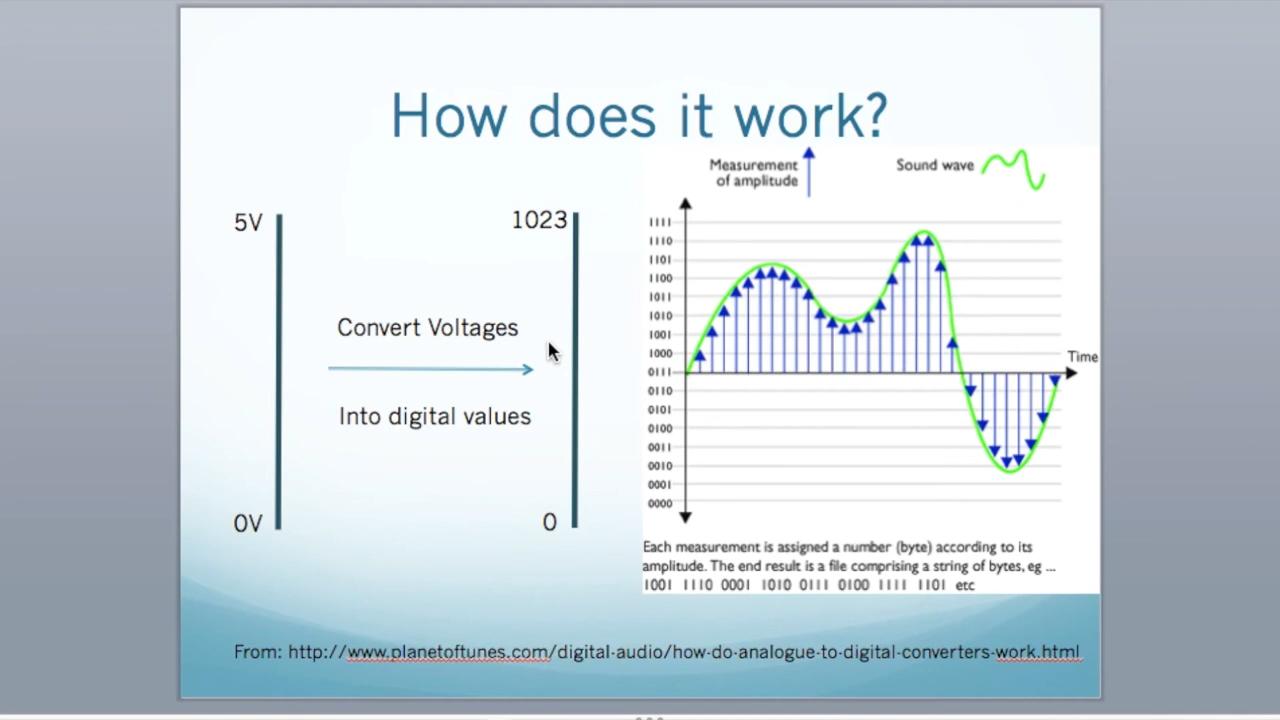 How does it work?
5V
1023
Convert Voltages
Into digital values
0V
0
Measurement
of amplitude
Sound wave
1111
1110
1101
1100
1011
1010
1001
1000
0111
0110
0101
0100
0011
0010
0001
0000
Time
Each measurement is assigned a number (byte) according to its
amplitude. The end result is a file comprising a string of bytes, eg ...
1001 1110 0001 1010 0111 0100 1111 1101 etc
From: http://www.planetoftunes.com/digital-audio/how-do-analogue-to-digital-converters-work.html